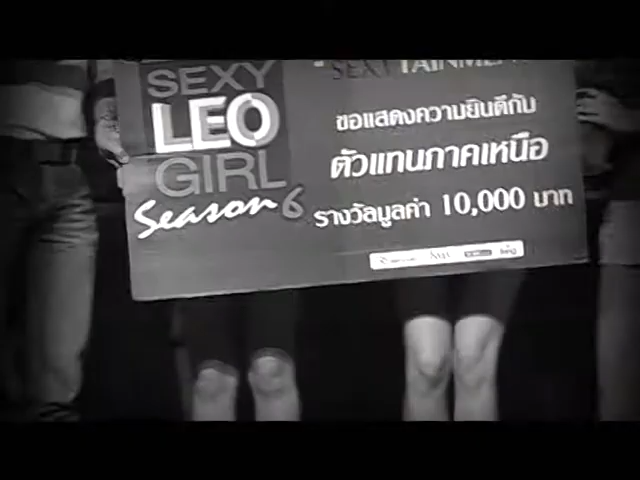 SEXY
LEO
GIRL
Season 6
SEXYTAINMENT
ขอแสดงความยินดีกับ
ตัวแทนภาคเหนือ
รางวัลมูลค่า 10,000 บาท